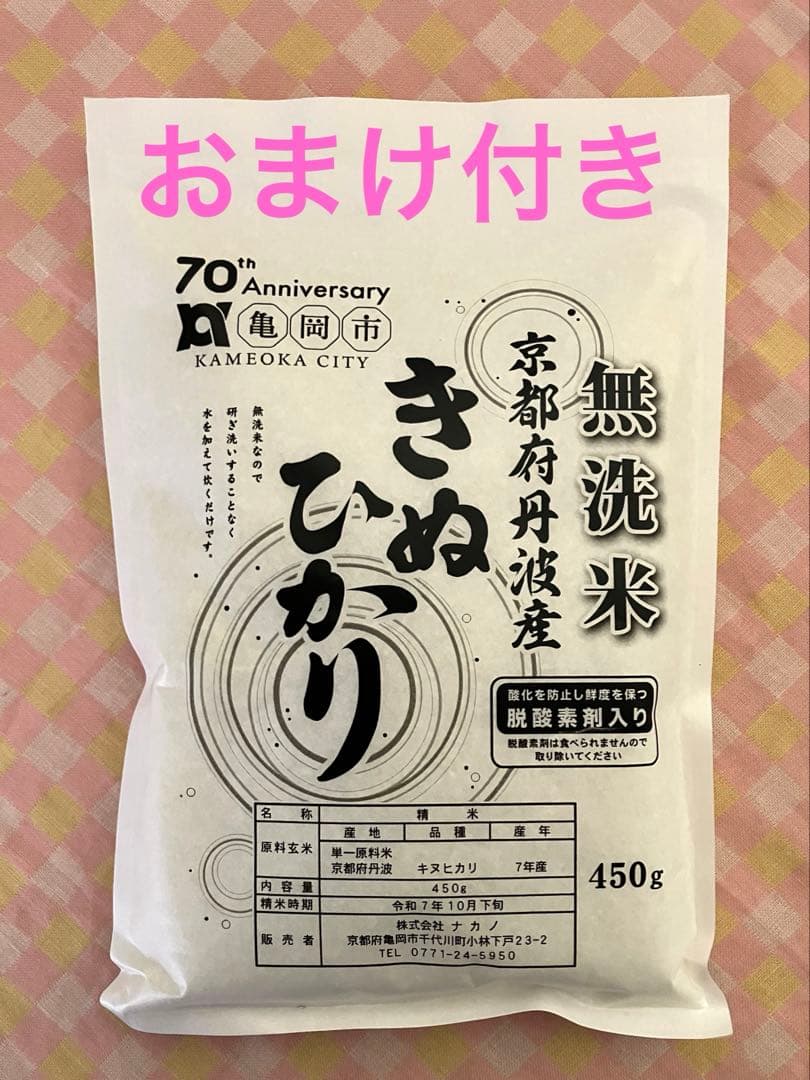 おまけ付き
70th Anniversary
亀岡市
KAMEOKA CITY
無洗米
京都府丹波産
きぬ
ひかり
無洗米なので
研ぎ洗いすることなく
水を加えて炊くだけです。
酸化を防止し鮮度を保つ
脱酸素剤入り
脱酸素剤は食べられませんので
取り除いてください
名称 精米
原料玄米 産地 品種 産年
単一原料米
京都府丹波 キヌヒカリ 7年産
内容量 450g
精米時期 令和7年10月下旬
販売者 株式会社 ナカノ
京都府亀岡市千代川町小林下戸23-2
TEL 0771-24-5950
450g